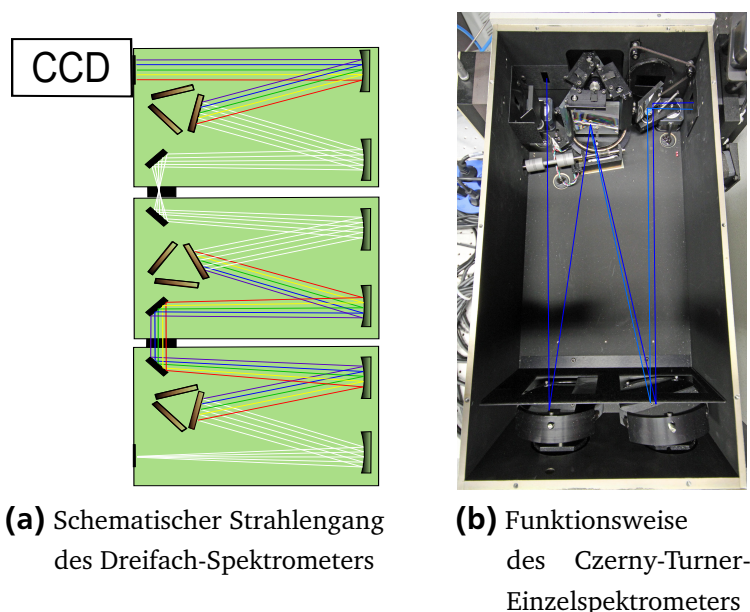 CCD
(a) Schematischer Strahlengang
des Dreifach-Spektrometers
(b) Funktionsweise
des Czerny-Turner-
Einzelspektrometers